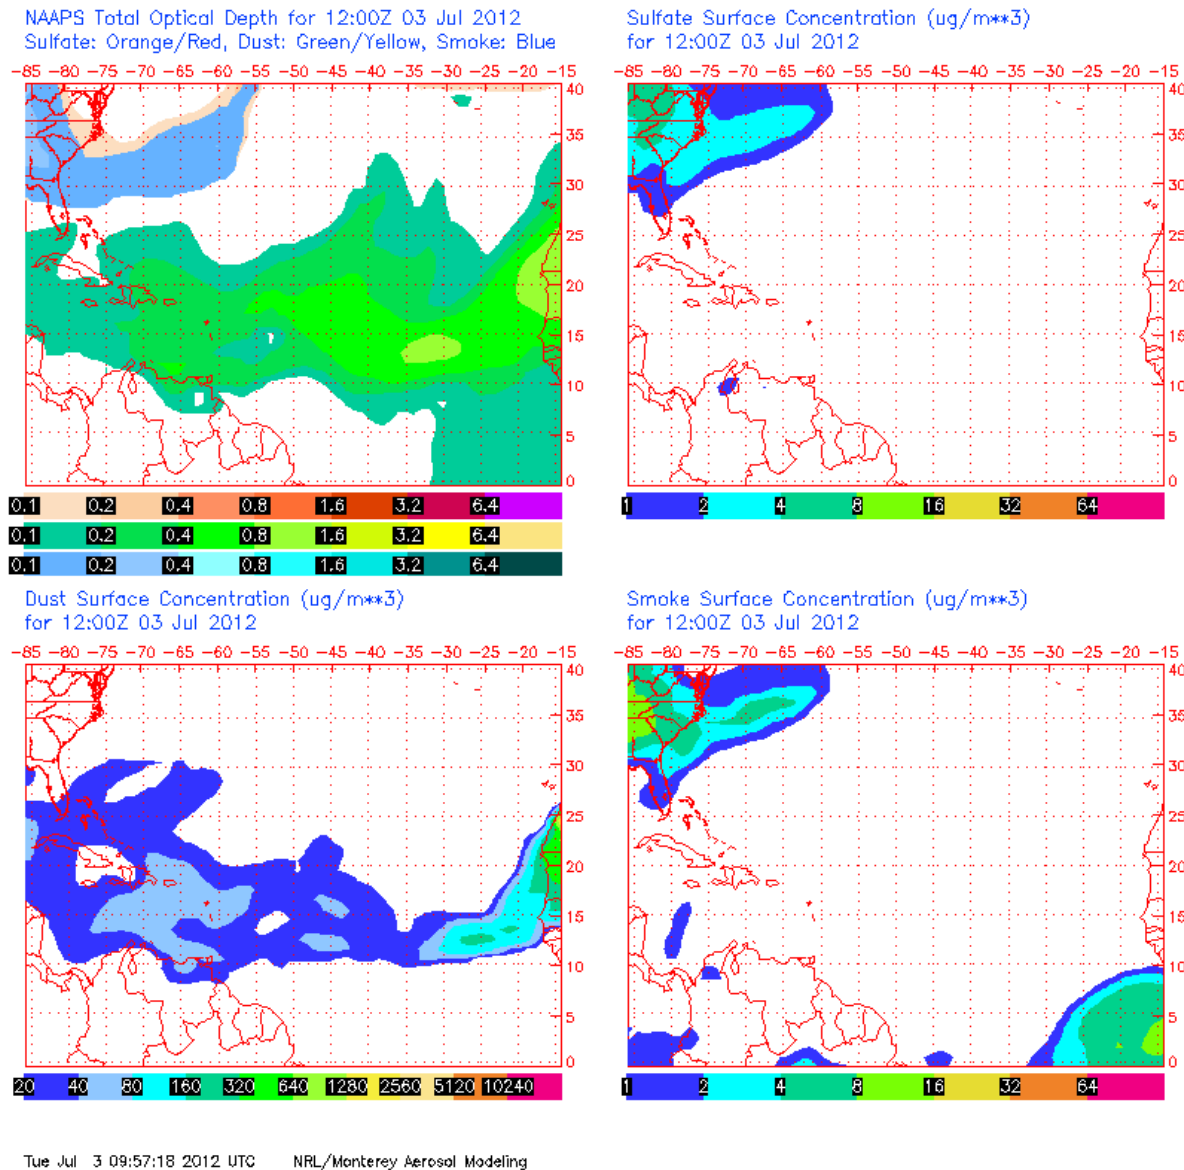 NAAPS Total Optical Depth for 12:00Z 03 Jul 2012
Sulfate: Orange/Red, Dust: Green/Yellow, Smoke: Blue
-85 -80 -75 -70 -65 -60 -55 -50 -45 -40 -35 -30 -25 -20 -15
40
35
30
25
20
15
10
5
0
0.1 0.2 0.4 0.8 1.6 3.2 6.4
0.1 0.2 0.4 0.8 1.6 3.2 6.4
0.1 0.2 0.4 0.8 1.6 3.2 6.4
Sulfate Surface Concentration (ug/m**3)
for 12:00Z 03 Jul 2012
-85 -80 -75 -70 -65 -60 -55 -50 -45 -40 -35 -30 -25 -20 -15
40
35
30
25
20
15
10
5
0
1 2 4 8 16 32 64
Dust Surface Concentration (ug/m**3)
for 12:00Z 03 Jul 2012
-85 -80 -75 -70 -65 -60 -55 -50 -45 -40 -35 -30 -25 -20 -15
40
35
30
25
20
15
10
5
0
20 40 80 160 320 640 1280 2560 5120 10240
Smoke Surface Concentration (ug/m**3)
for 12:00Z 03 Jul 2012
-85 -80 -75 -70 -65 -60 -55 -50 -45 -40 -35 -30 -25 -20 -15
40
35
30
25
20
15
10
5
0
1 2 4 8 16 32 64
Tue Jul 3 09:57:18 2012 UTC NRL/Monterey Aerosol Modeling